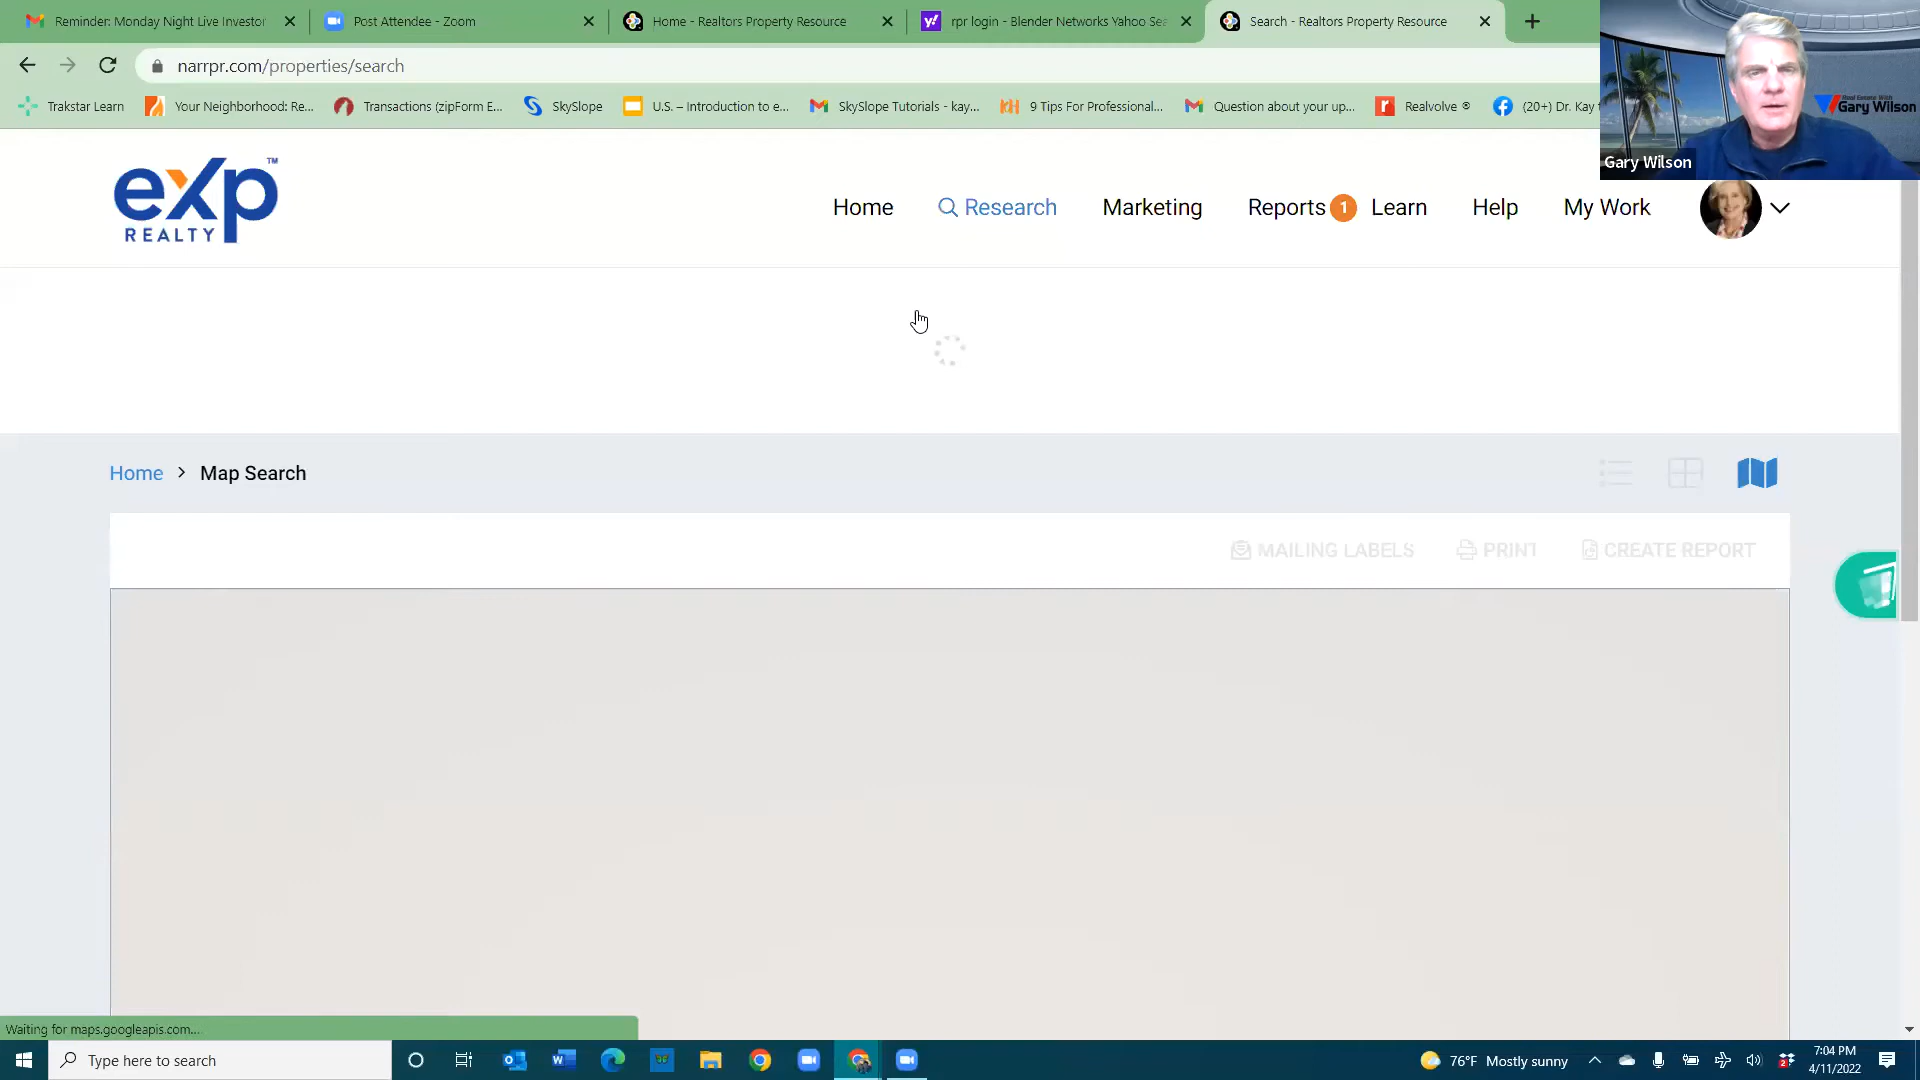 Reminder: Monday Night Live Investor
Post Attendee - Zoom
Home - Realtors Property Resource
rpr login - Blender Networks Yahoo Sea
Search - Realtors Property Resource
narrpr.com/properties/search
Trakstar Learn
Your Neighborhood: Re...
Transactions (zipForm E...
SkySlope
U.S. – Introduction to e...
SkySlope Tutorials - kay...
9 Tips For Professional...
Question about your up...
Realvolve ®
(20+) Dr. Kay
Real Estate With
Gary Wilson
Gary Wilson
eXp™
REALTY
Home
Research
Marketing
Reports 1
Learn
Help
My Work
Home > Map Search
MAILING LABELS
PRINT
CREATE REPORT
Waiting for maps.googleapis.com...
Type here to search
76°F Mostly sunny
7:04 PM
4/11/2022